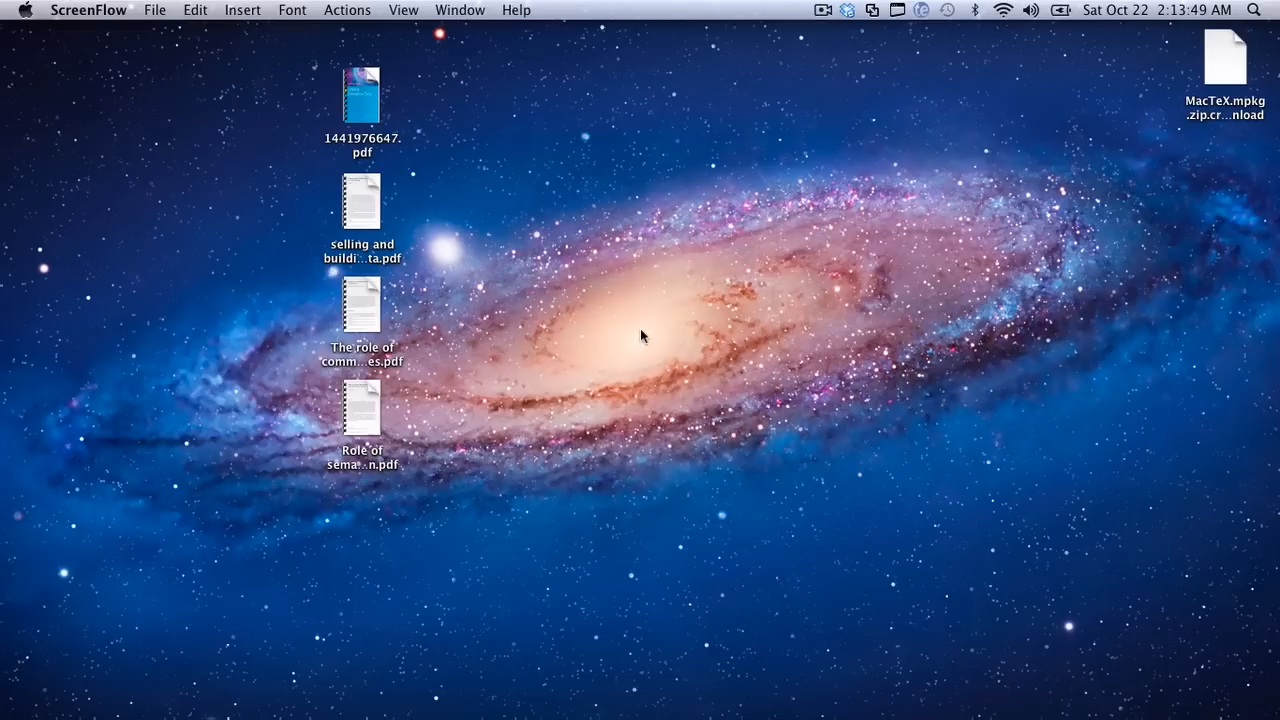 ScreenFlow File Edit Insert Font Actions View Window Help Sat Oct 22 2:13:49 AM
1441976647.
pdf
selling and
buildi...ta.pdf
The role of
comm...es.pdf
Role of
sema...n.pdf
MacTeX.mpkg
.zip.cr...nload